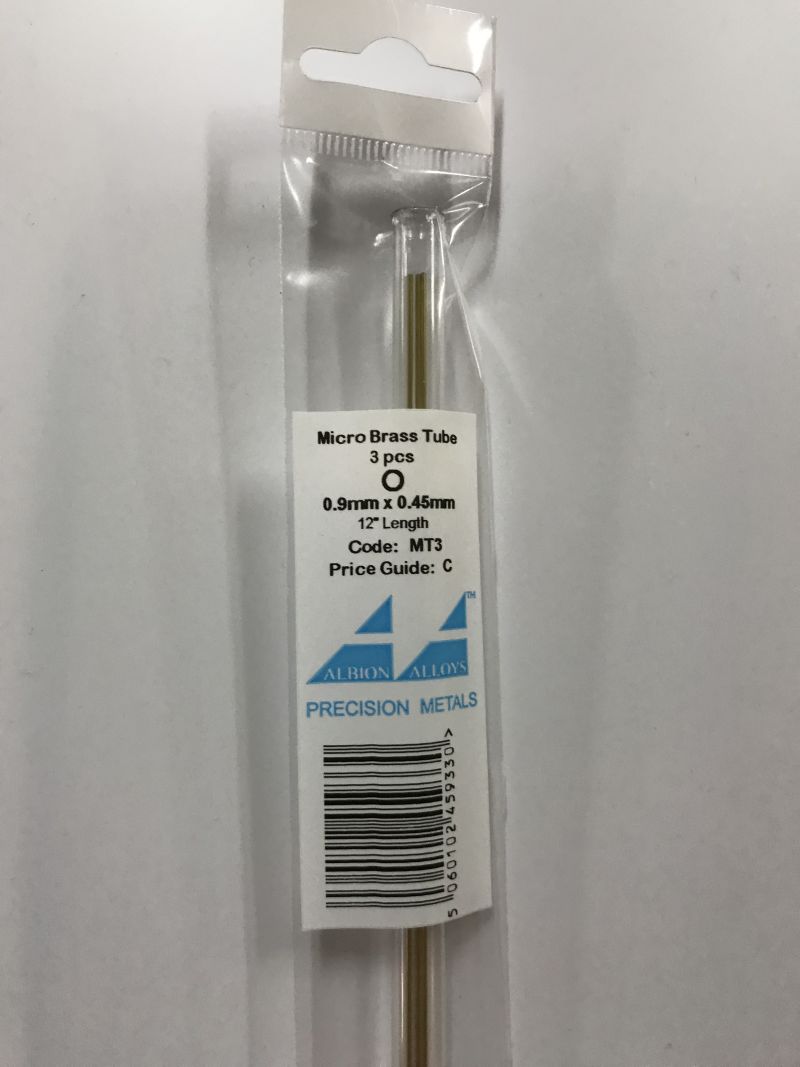 Micro Brass Tube
3 pcs
0.9mm x 0.45mm
12" Length
Code: MT3
Price Guide: C
TM
ALBION ALLOYS
PRECISION METALS
5 060102 459330 >